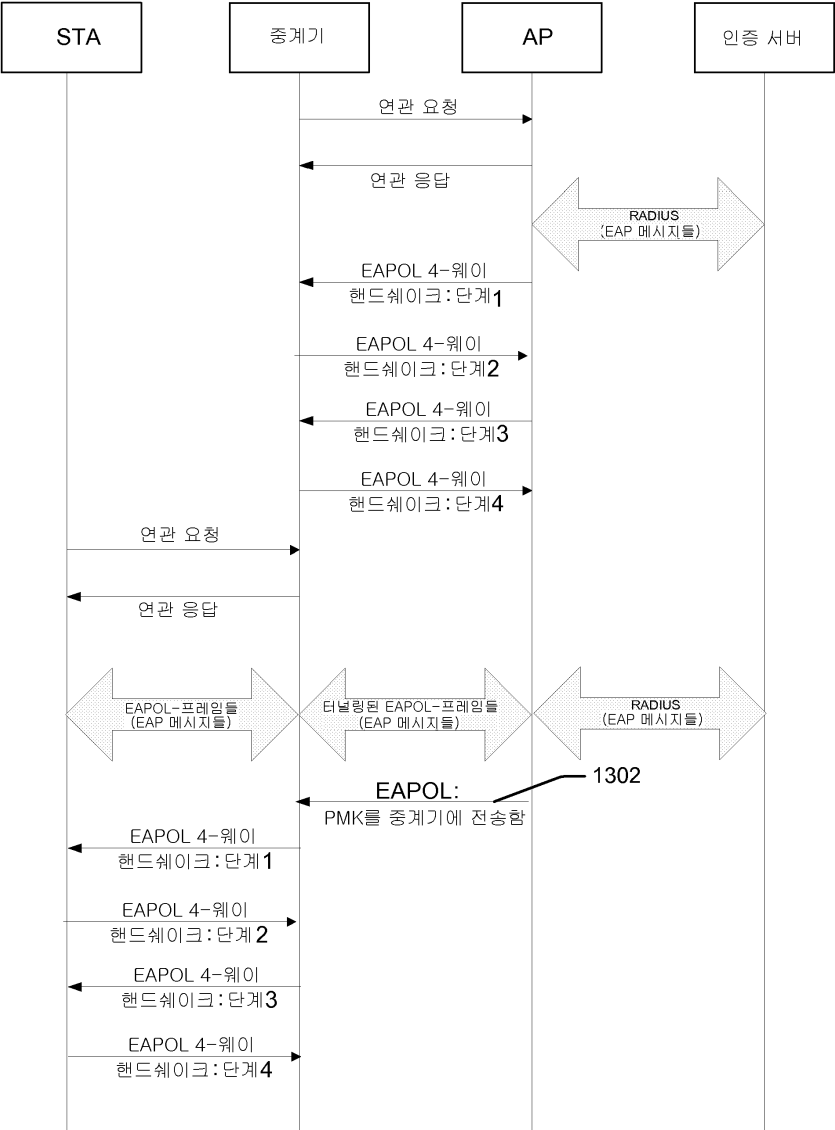 STA
중계기
AP
인증 서버
연관 요청
연관 응답
RADIUS
(EAP 메시지들)
EAPOL 4-웨이
핸드쉐이크:단계1
EAPOL 4-웨이
핸드쉐이크:단계2
EAPOL 4-웨이
핸드쉐이크:단계3
EAPOL 4-웨이
핸드쉐이크:단계4
연관 요청
연관 응답
EAPOL-프레임들
(EAP 메시지들)
터널링된 EAPOL-프레임들
(EAP 메시지들)
RADIUS
(EAP 메시지들)
1302
EAPOL:
PMK를 중계기에 전송함
EAPOL 4-웨이
핸드쉐이크:단계1
EAPOL 4-웨이
핸드쉐이크:단계2
EAPOL 4-웨이
핸드쉐이크:단계3
EAPOL 4-웨이
핸드쉐이크:단계4